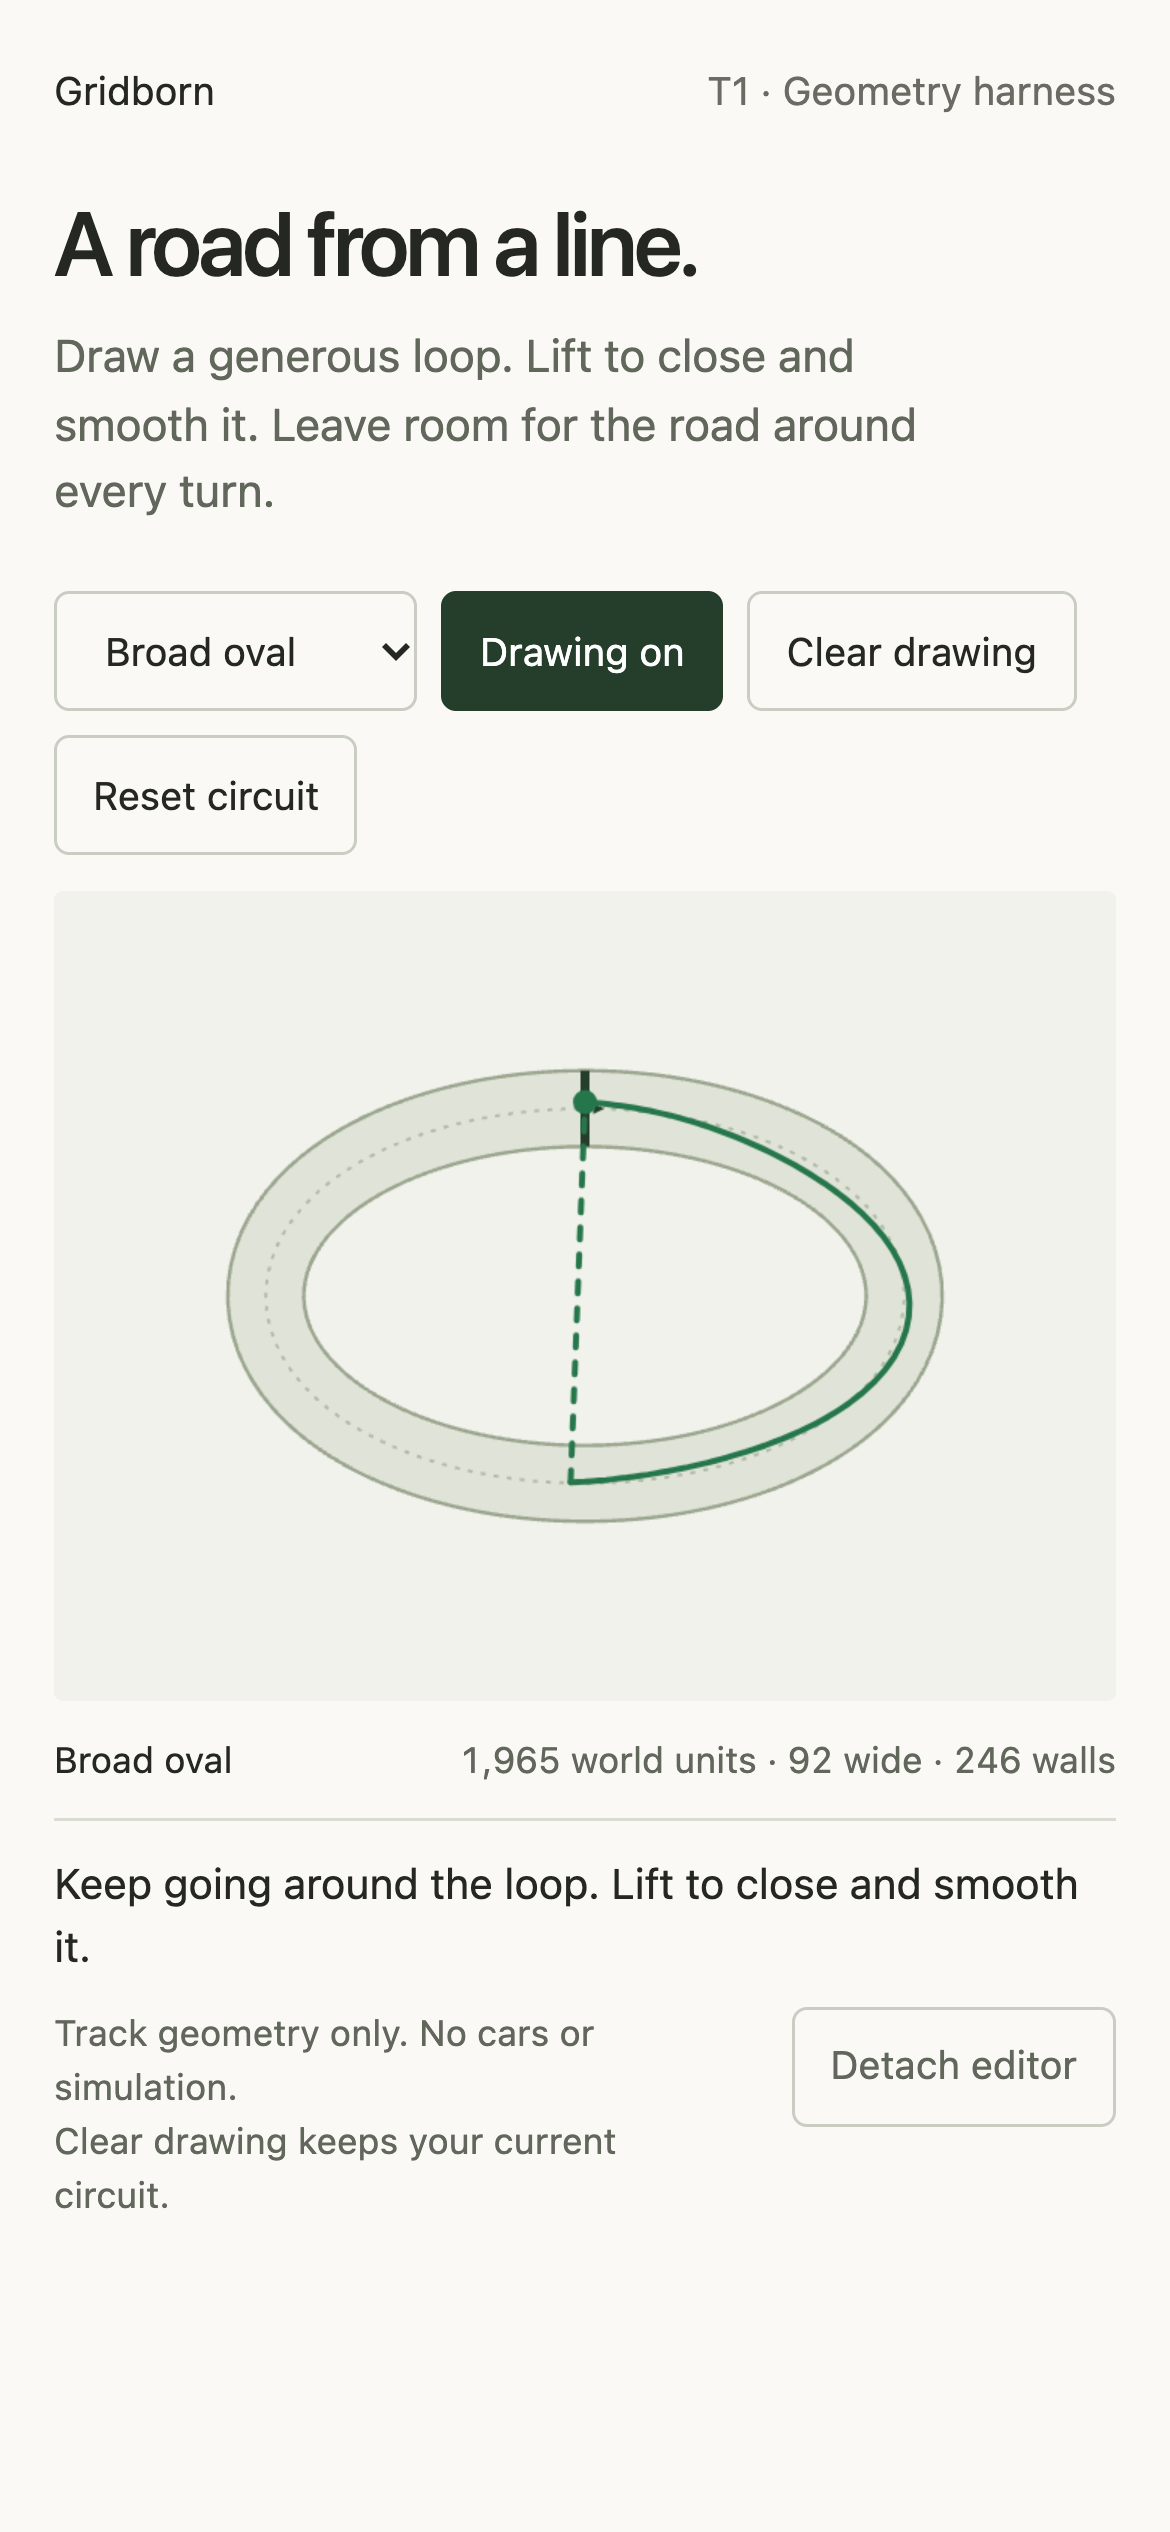 Gridborn
T1 · Geometry harness
A road from a line.
Draw a generous loop. Lift to close and
smooth it. Leave room for the road around
every turn.
Broad oval
Drawing on
Clear drawing
Reset circuit
Broad oval
1,965 world units · 92 wide · 246 walls
Keep going around the loop. Lift to close and smooth
it.
Track geometry only. No cars or
simulation.
Clear drawing keeps your current
circuit.
Detach editor